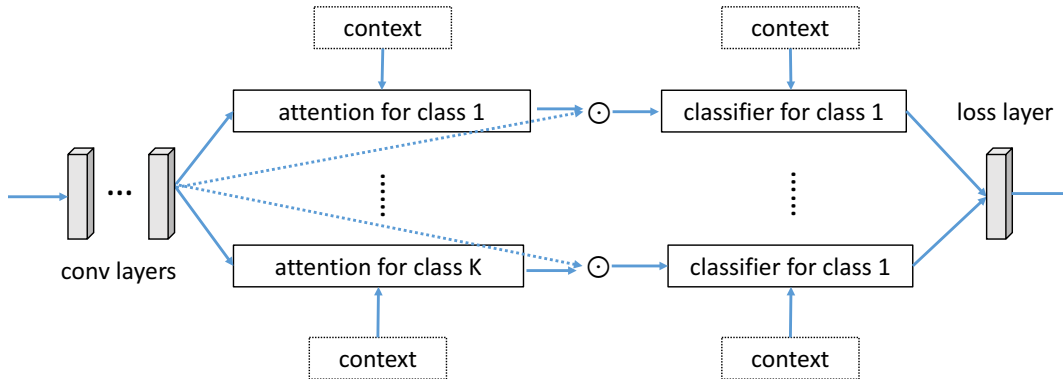 context
context
attention for class 1
classifier for class 1
loss layer
...
conv layers
attention for class K
classifier for class 1
context
context